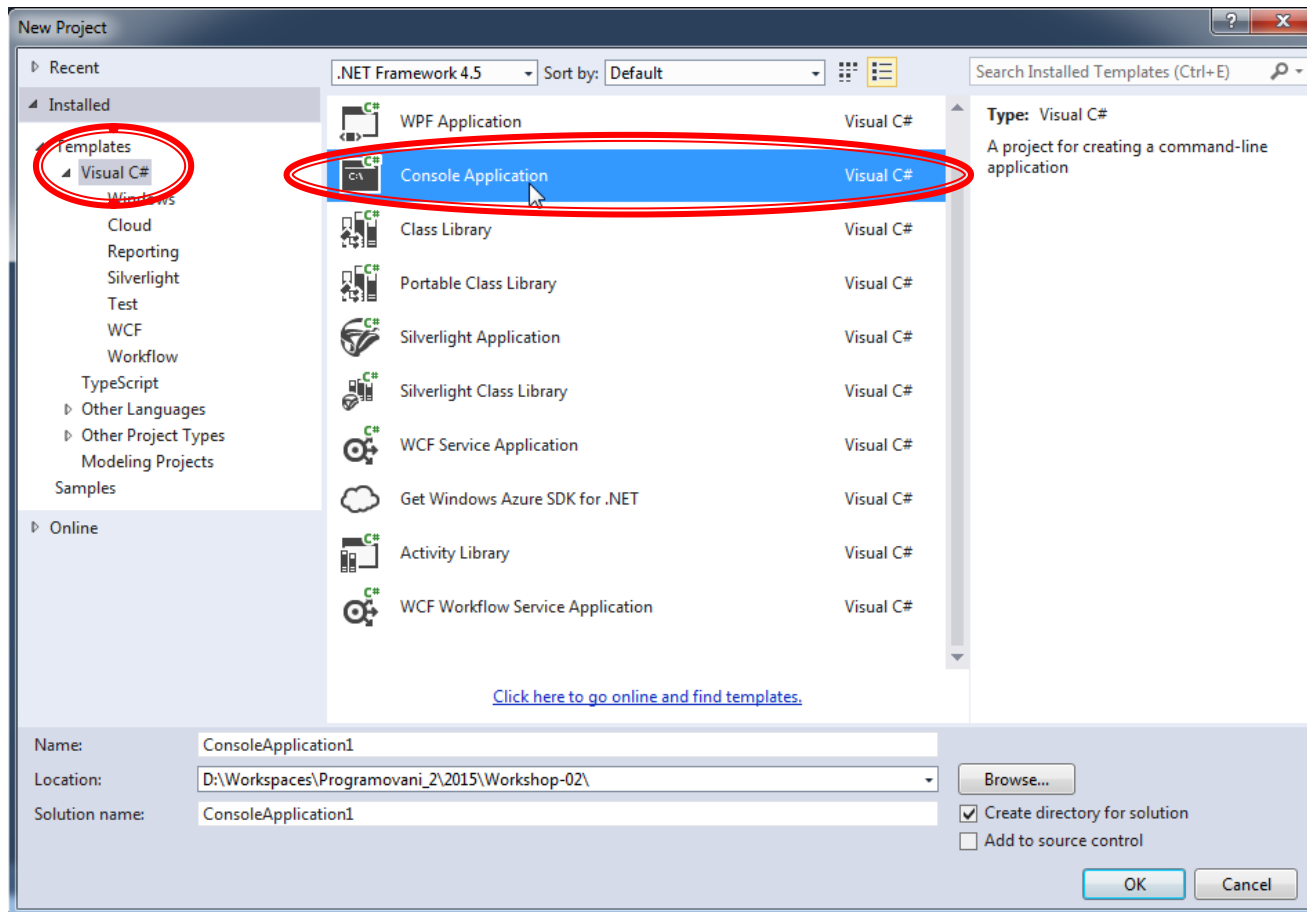 New Project
Recent
Installed
Templates
Visual C#
Windows
Cloud
Reporting
Silverlight
Test
WCF
Workflow
TypeScript
Other Languages
Other Project Types
Modeling Projects
Samples
Online
.NET Framework 4.5 Sort by: Default
WPF Application Visual C#
Console Application Visual C#
Class Library Visual C#
Portable Class Library Visual C#
Silverlight Application Visual C#
Silverlight Class Library Visual C#
WCF Service Application Visual C#
Get Windows Azure SDK for .NET Visual C#
Activity Library Visual C#
WCF Workflow Service Application Visual C#
Click here to go online and find templates.
Search Installed Templates (Ctrl+E)
Type: Visual C#
A project for creating a command-line
application
Name: ConsoleApplication1
Location: D:\Workspaces\Programovani_2\2015\Workshop-02\ Browse...
Solution name: ConsoleApplication1
Create directory for solution
Add to source control
OK Cancel